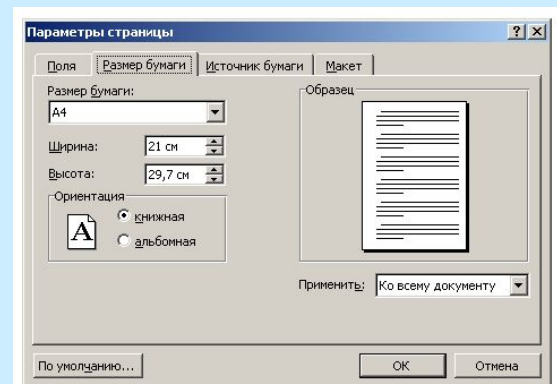 Параметры страницы
Поля Размер бумаги Источник бумаги Макет
Размер бумаги:
A4
Ширина: 21 см
Высота: 29,7 см
Ориентация
A
книжная
альбомная
Образец
Применить: Ко всему документу
По умолчанию... ОК Отмена